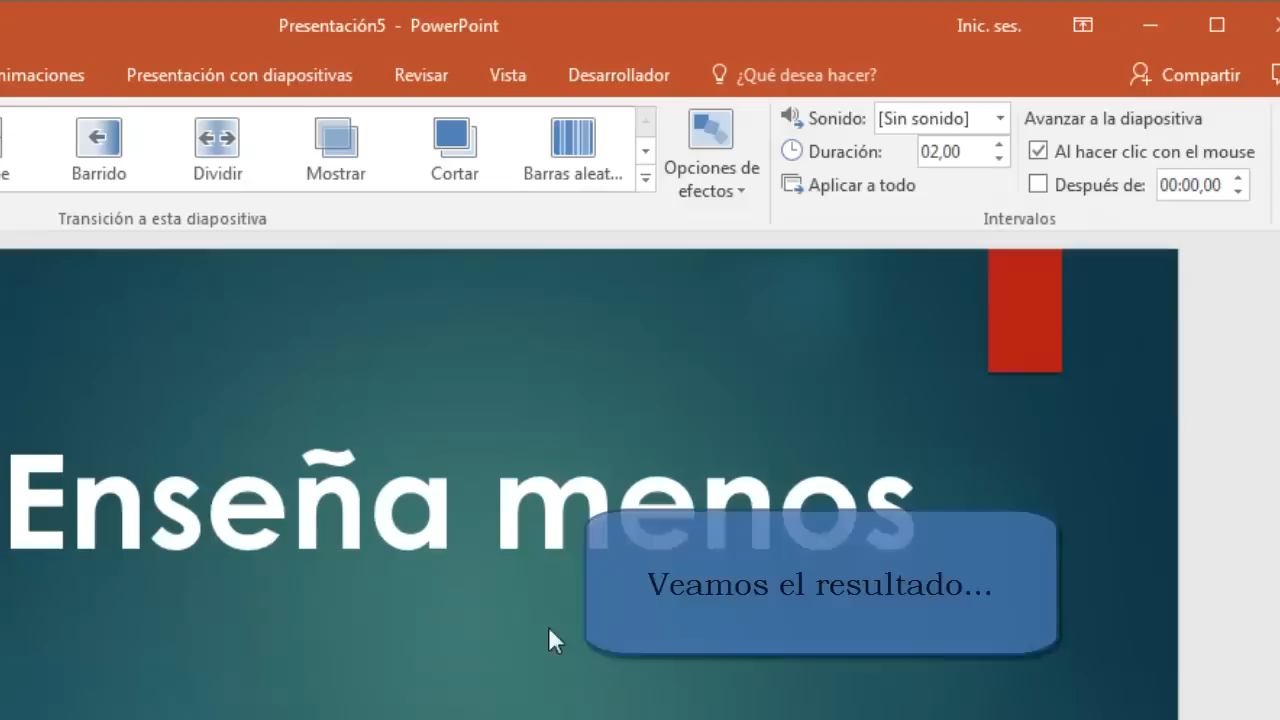 Presentación5 - PowerPoint
Inic. ses.
Presentación con diapositivas
Revisar
Vista
Desarrollador
¿Qué desea hacer?
Compartir
Barrido
Dividir
Mostrar
Cortar
Barras aleat...
Opciones de
efectos
Transición a esta diapositiva
Sonido: [Sin sonido]
Duración: 02,00
Aplicar a todo
Avanzar a la diapositiva
Al hacer clic con el mouse
Después de: 00:00,00
Intervalos
Enseña menos
Veamos el resultado...